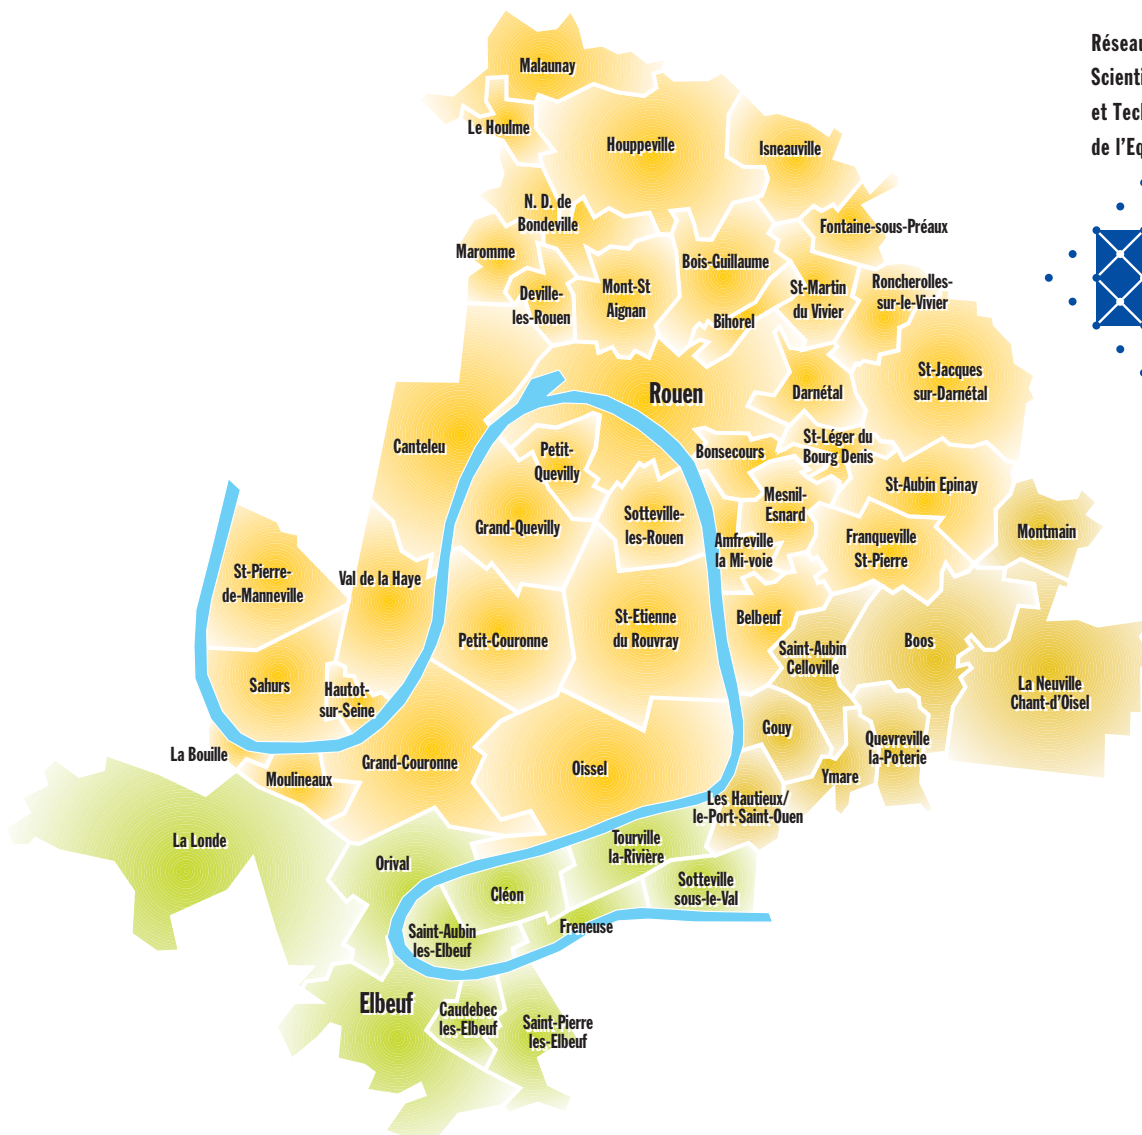 Réseau
Scienti
et Tech
de l'Eq
Malaunay
Le Houlme
Houppeville
Isneauville
N. D. de
Bondeville
Fontaine-sous-Préaux
Maromme
Bois-Guillaume
Deville-
les-Rouen
Mont-St
Aignan
St-Martin
du Vivier
Roncherolles-
sur-le-Vivier
Bihorel
Rouen
Darnétal
St-Jacques
sur-Darnétal
Canteleu
Petit-
Quevilly
Bonsecours
St-Léger du
Bourg Denis
St-Aubin Epinay
Mesnil-
Esnard
Grand-Quevilly
Sotteville-
les-Rouen
Amfreville
la Mi-voie
Franqueville
St-Pierre
Montmain
St-Pierre-
de-Manneville
Val de la Haye
Petit-Couronne
St-Etienne
du Rouvray
Belbeuf
Saint-Aubin
Celloville
Boos
Sahurs
Hautot-
sur-Seine
La Neuville
Chant-d'Oisel
La Bouille
Moulineaux
Grand-Couronne
Oissel
Gouy
Quevreville
la-Poterie
Ymare
Les Hautieux/
le-Port-Saint-Ouen
La Londe
Orival
Tourville
la-Rivière
Cléon
Sotteville
sous-le-Val
Saint-Aubin
les-Elbeuf
Freneuse
Elbeuf
Caudebec
les-Elbeuf
Saint-Pierre
les-Elbeuf